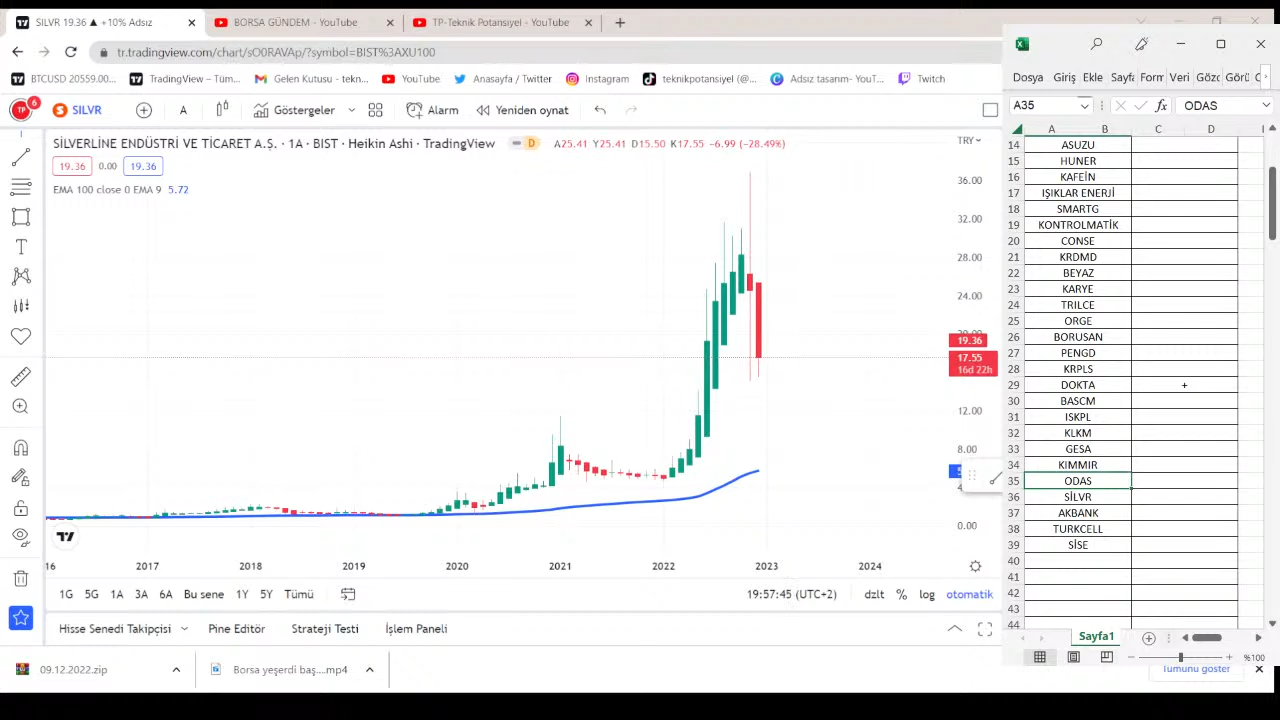 SILVR 19.36 ▲ +10% Adsız
BORSA GÜNDEM - YouTube
TP-Teknik Potansiyel - YouTube
tr.tradingview.com/chart/sO0RAVAp/?symbol=BIST%3AXU100
BTCUSD 20559.00...
TradingView – Tüm...
Gelen Kutusu - tekn...
YouTube
Anasayfa / Twitter
Instagram
teknikpotansiyel (@...
Adsız tasarım- YouT...
Twitch
TP
6
SILVR
A
Göstergeler
Alarm
Yeniden oynat
SİLVERLİNE ENDÜSTRİ VE TİCARET A.Ş. · 1A · BIST · Heikin Ashi · TradingView
D
A25.41 Y25.41 D15.50 K17.55 -6.99 (-28.49%)
TRY
19.36 0.00 19.36
EMA 100 close 0 EMA 9 5.72
36.00
32.00
28.00
24.00
20.00
19.36
17.55
16d 22h
12.00
8.00
0.00
2017 2018 2019 2020 2021 2022 2023 2024
1G 5G 1A 3A 6A Bu sene 1Y 5Y Tümü
19:57:45 (UTC+2)
dzlt % log otomatik
Hisse Senedi Takipçisi
Pine Editör
Strateji Testi
İşlem Paneli
09.12.2022.zip
Borsa yeşerdi baş....mp4
Tümünü göster
Dosya Giriş Ekle Sayfa Form Veri Gözd Görü
A35
fx
ODAS
A B C D
14 ASUZU
15 HUNER
16 KAFEİN
17 IŞIKLAR ENERJİ
18 SMARTG
19 KONTROLMATİK
20 CONSE
21 KRDMD
22 BEYAZ
23 KARYE
24 TRILCE
25 ORGE
26 BORUSAN
27 PENGD
28 KRPLS
29 DOKTA +
30 BASCM
31 ISKPL
32 KLKM
33 GESA
34 KIMMIR
35 ODAS
36 SİLVR
37 AKBANK
38 TURKCELL
39 SİSE
40
41
42
43
44
Sayfa1
%100